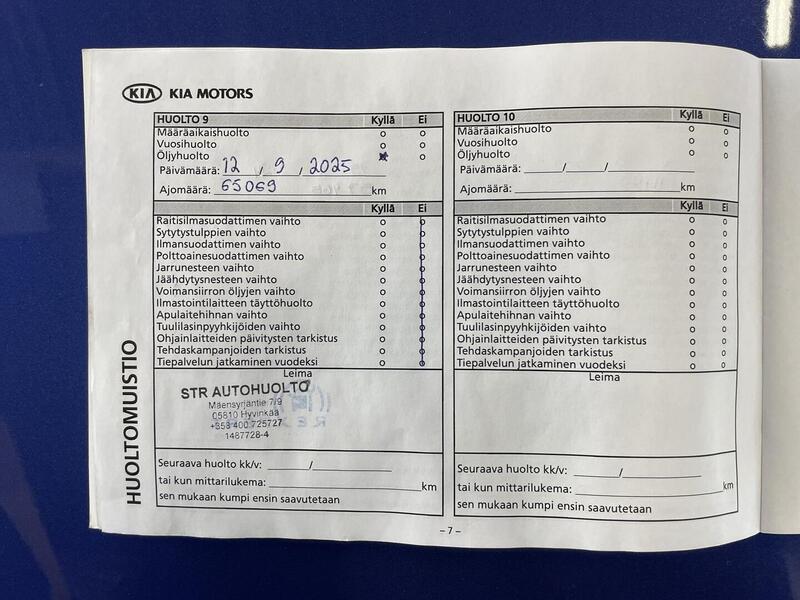 KIA KIA MOTORS
HUOLTO 9 Kyllä Ei
Määräaikaishuolto o o
Vuosihuolto o o
Öljyhuolto o
Päivämäärä: 12 / 9 / 2025
Ajomäärä: 65069 km
Kyllä Ei
Raitisilmasuodattimen vaihto o o
Sytytystulppien vaihto o o
Ilmansuodattimen vaihto o o
Polttoainesuodattimen vaihto o o
Jarrunesteen vaihto o o
Jäähdytysnesteen vaihto o o
Voimansiirron öljyjen vaihto o o
Ilmastointilaitteen täyttöhuolto o o
Apulaitehihnan vaihto o o
Tuulilasinpyyhkijöiden vaihto o o
Ohjainlaitteiden päivitysten tarkistus o o
Tehdaskampanjoiden tarkistus o o
Tiepalvelun jatkaminen vuodeksi o o
Leima
STR AUTOHUOLTO
Mäensyrjäntie 7/9
05810 Hyvinkää
+358 400 725727
1487728-4
Seuraava huolto kk/v: /
tai kun mittarilukema: km
sen mukaan kumpi ensin saavutetaan
HUOLTO 10 Kyllä Ei
Määräaikaishuolto o o
Vuosihuolto o o
Öljyhuolto o o
Päivämäärä: / /
Ajomäärä: km
Kyllä Ei
Raitisilmasuodattimen vaihto o o
Sytytystulppien vaihto o o
Ilmansuodattimen vaihto o o
Polttoainesuodattimen vaihto o o
Jarrunesteen vaihto o o
Jäähdytysnesteen vaihto o o
Voimansiirron öljyjen vaihto o o
Ilmastointilaitteen täyttöhuolto o o
Apulaitehihnan vaihto o o
Tuulilasinpyyhkijöiden vaihto o o
Ohjainlaitteiden päivitysten tarkistus o o
Tehdaskampanjoiden tarkistus o o
Tiepalvelun jatkaminen vuodeksi o o
Leima
Seuraava huolto kk/v: /
tai kun mittarilukema: km
sen mukaan kumpi ensin saavutetaan
HUOLTOMUISTIO
– 7 –